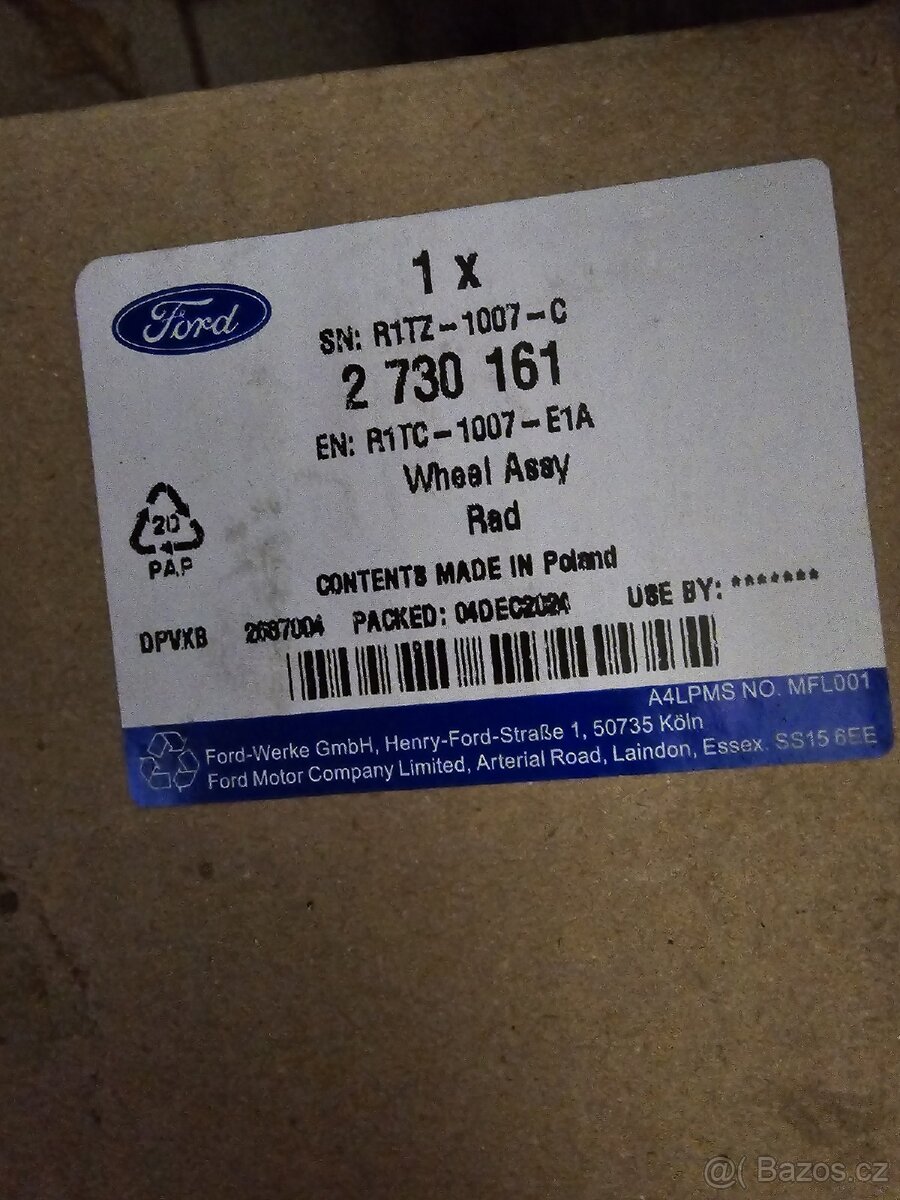 Ford
1 x
SN: R1TZ-1007-C
2 730 161
EN: R1TC-1007-E1A
Wheel Assy
Rad
20
PAP
CONTENTS MADE IN Poland
DPVXB 2687004 PACKED: 04DEC2024 USE BY: *******
A4LPMS NO. MFL001
Ford-Werke GmbH, Henry-Ford-Straße 1, 50735 Köln
Ford Motor Company Limited, Arterial Road, Laindon, Essex. SS15 6EE
@( Bazos.cz